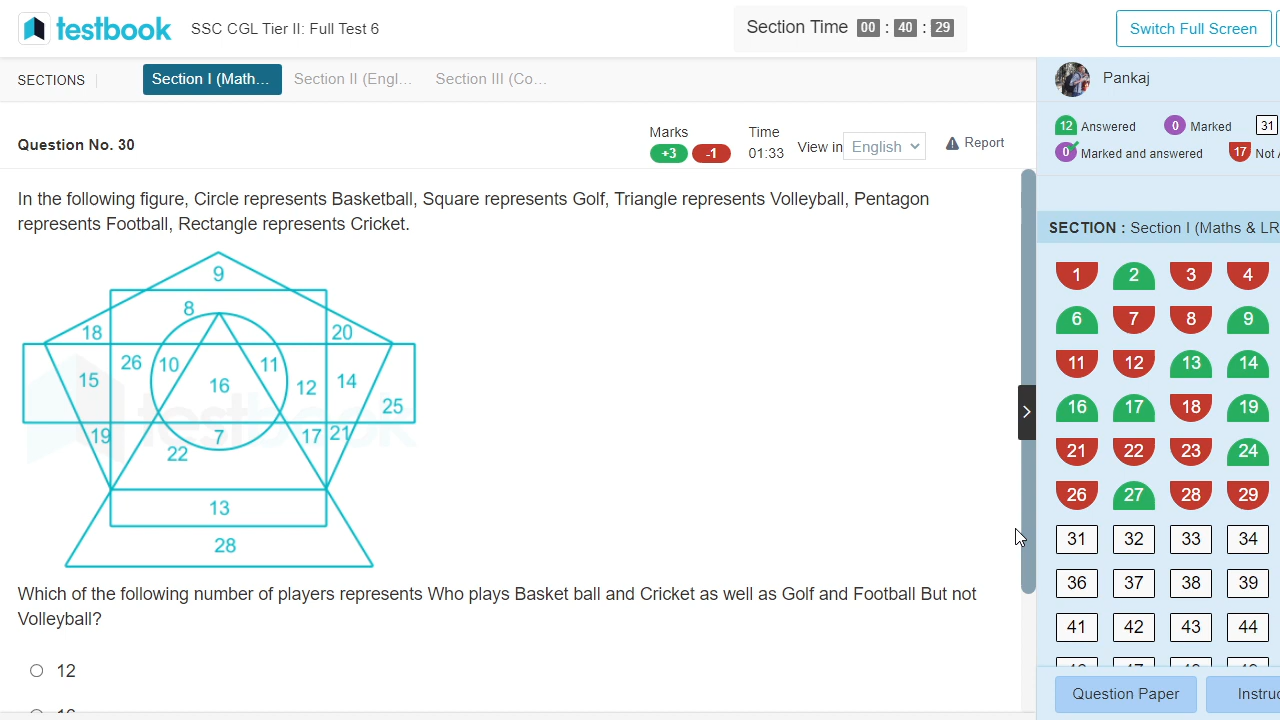 testbook SSC CGL Tier II: Full Test 6 Section Time 00 : 40 : 29 Switch Full Screen
SECTIONS Section I (Math... Section II (Engl... Section III (Co...
Pankaj
12 Answered 0 Marked 31
0 Marked and answered 17 Not
Question No. 30
Marks
+3 -1
Time
01:33
View in English
Report
In the following figure, Circle represents Basketball, Square represents Golf, Triangle represents Volleyball, Pentagon
represents Football, Rectangle represents Cricket.
9
8
18 20
26 10 11
15 16 12 14
25
19 7 17 21
22
13
28
testbook
Which of the following number of players represents Who plays Basket ball and Cricket as well as Golf and Football But not
Volleyball?
12
SECTION : Section I (Maths & LR
1 2 3 4
6 7 8 9
11 12 13 14
16 17 18 19
21 22 23 24
26 27 28 29
31 32 33 34
36 37 38 39
41 42 43 44
Question Paper Instruc